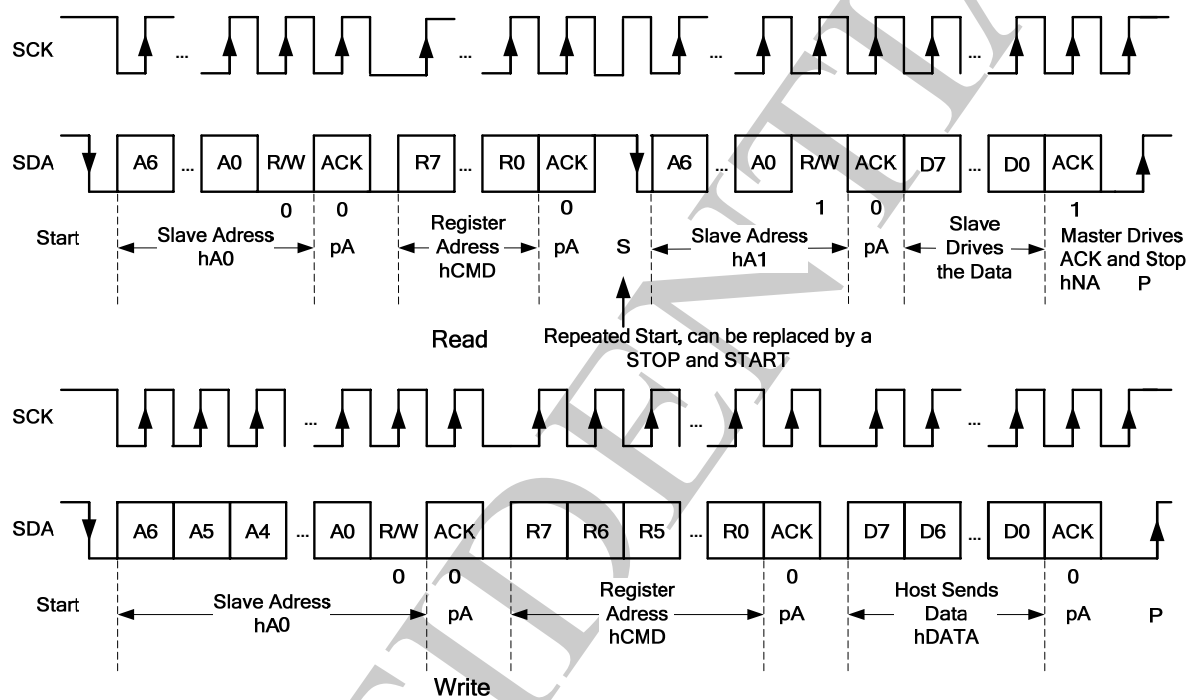 SCK
... ... ... ...
SDA A6 ... A0 R/W ACK R7 ... R0 ACK A6 ... A0 R/W ACK D7 ... D0 ACK
0 0 0 1 0 1
Start
Slave Adress
hA0
pA
Register
Adress
hCMD
pA
S
Slave Adress
hA1
pA
Slave
Drives
the Data
Master Drives
ACK and Stop
hNA P
Read
Repeated Start, can be replaced by a
STOP and START
SCK
... ... ...
SDA A6 A5 A4 ... A0 R/W ACK R7 R6 R5 ... R0 ACK D7 D6 ... D0 ACK
0 0 0 0
Start
Slave Adress
hA0
pA
Register
Adress
hCMD
pA
Host Sends
Data
hDATA
pA
P
Write